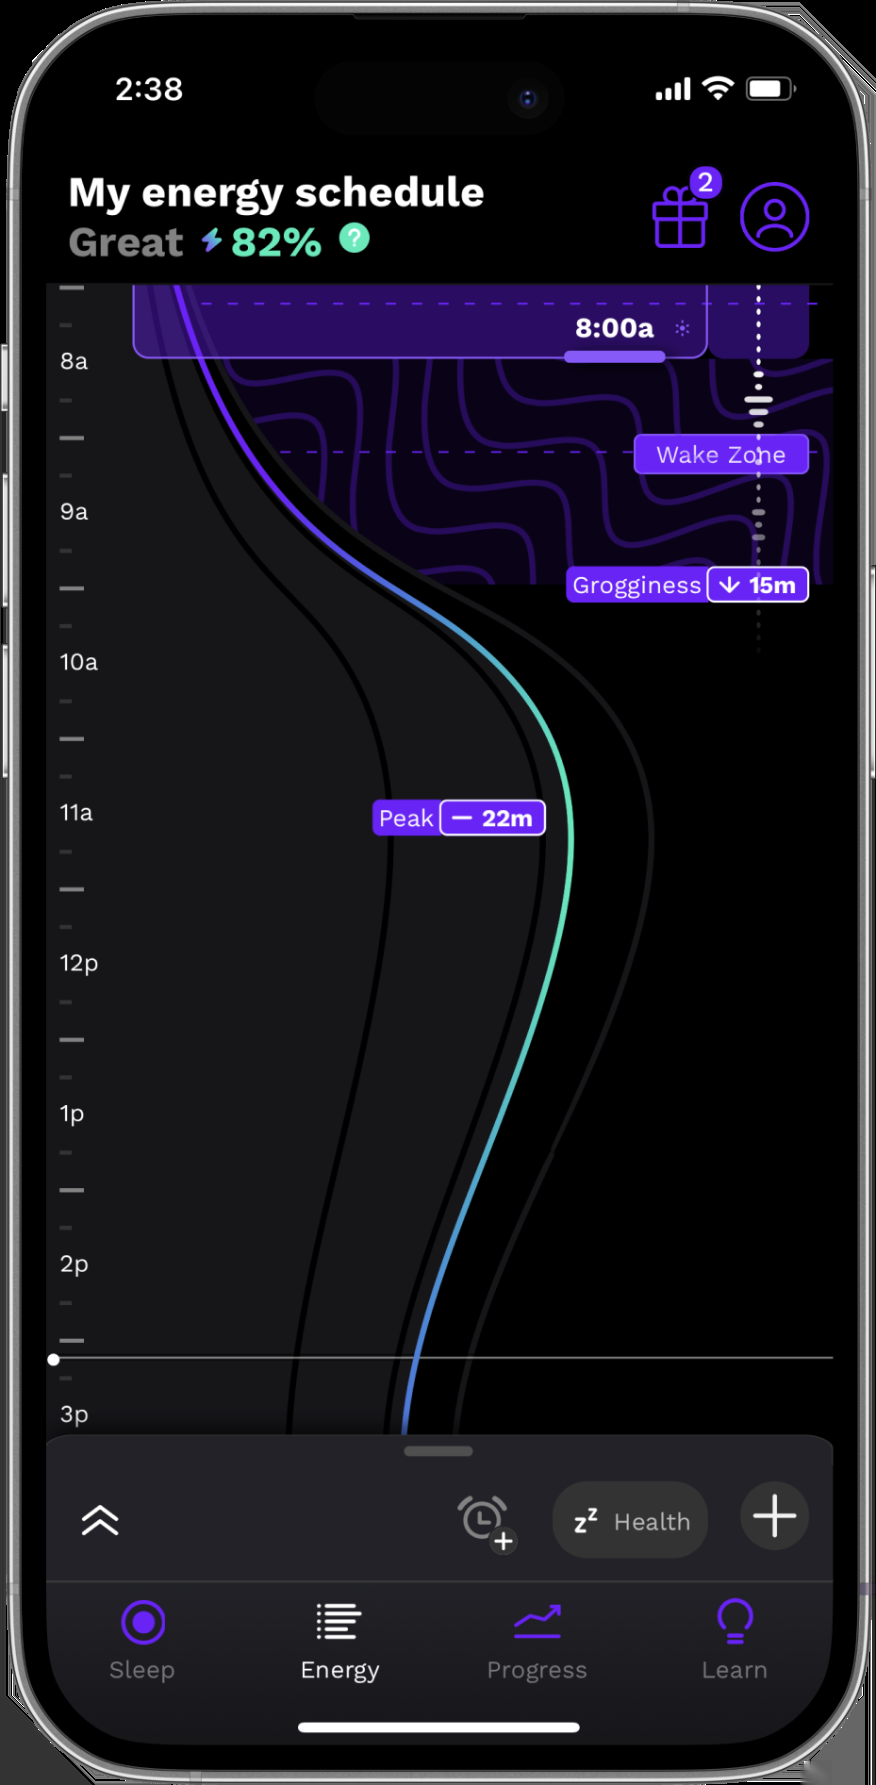 2:38
My energy schedule
2
Great 82% ?
8:00a
8a
Wake Zone
9a
Grogginess ↓ 15m
10a
11a
Peak — 22m
12p
1p
2p
3p
zz Health
Sleep
Energy
Progress
Learn